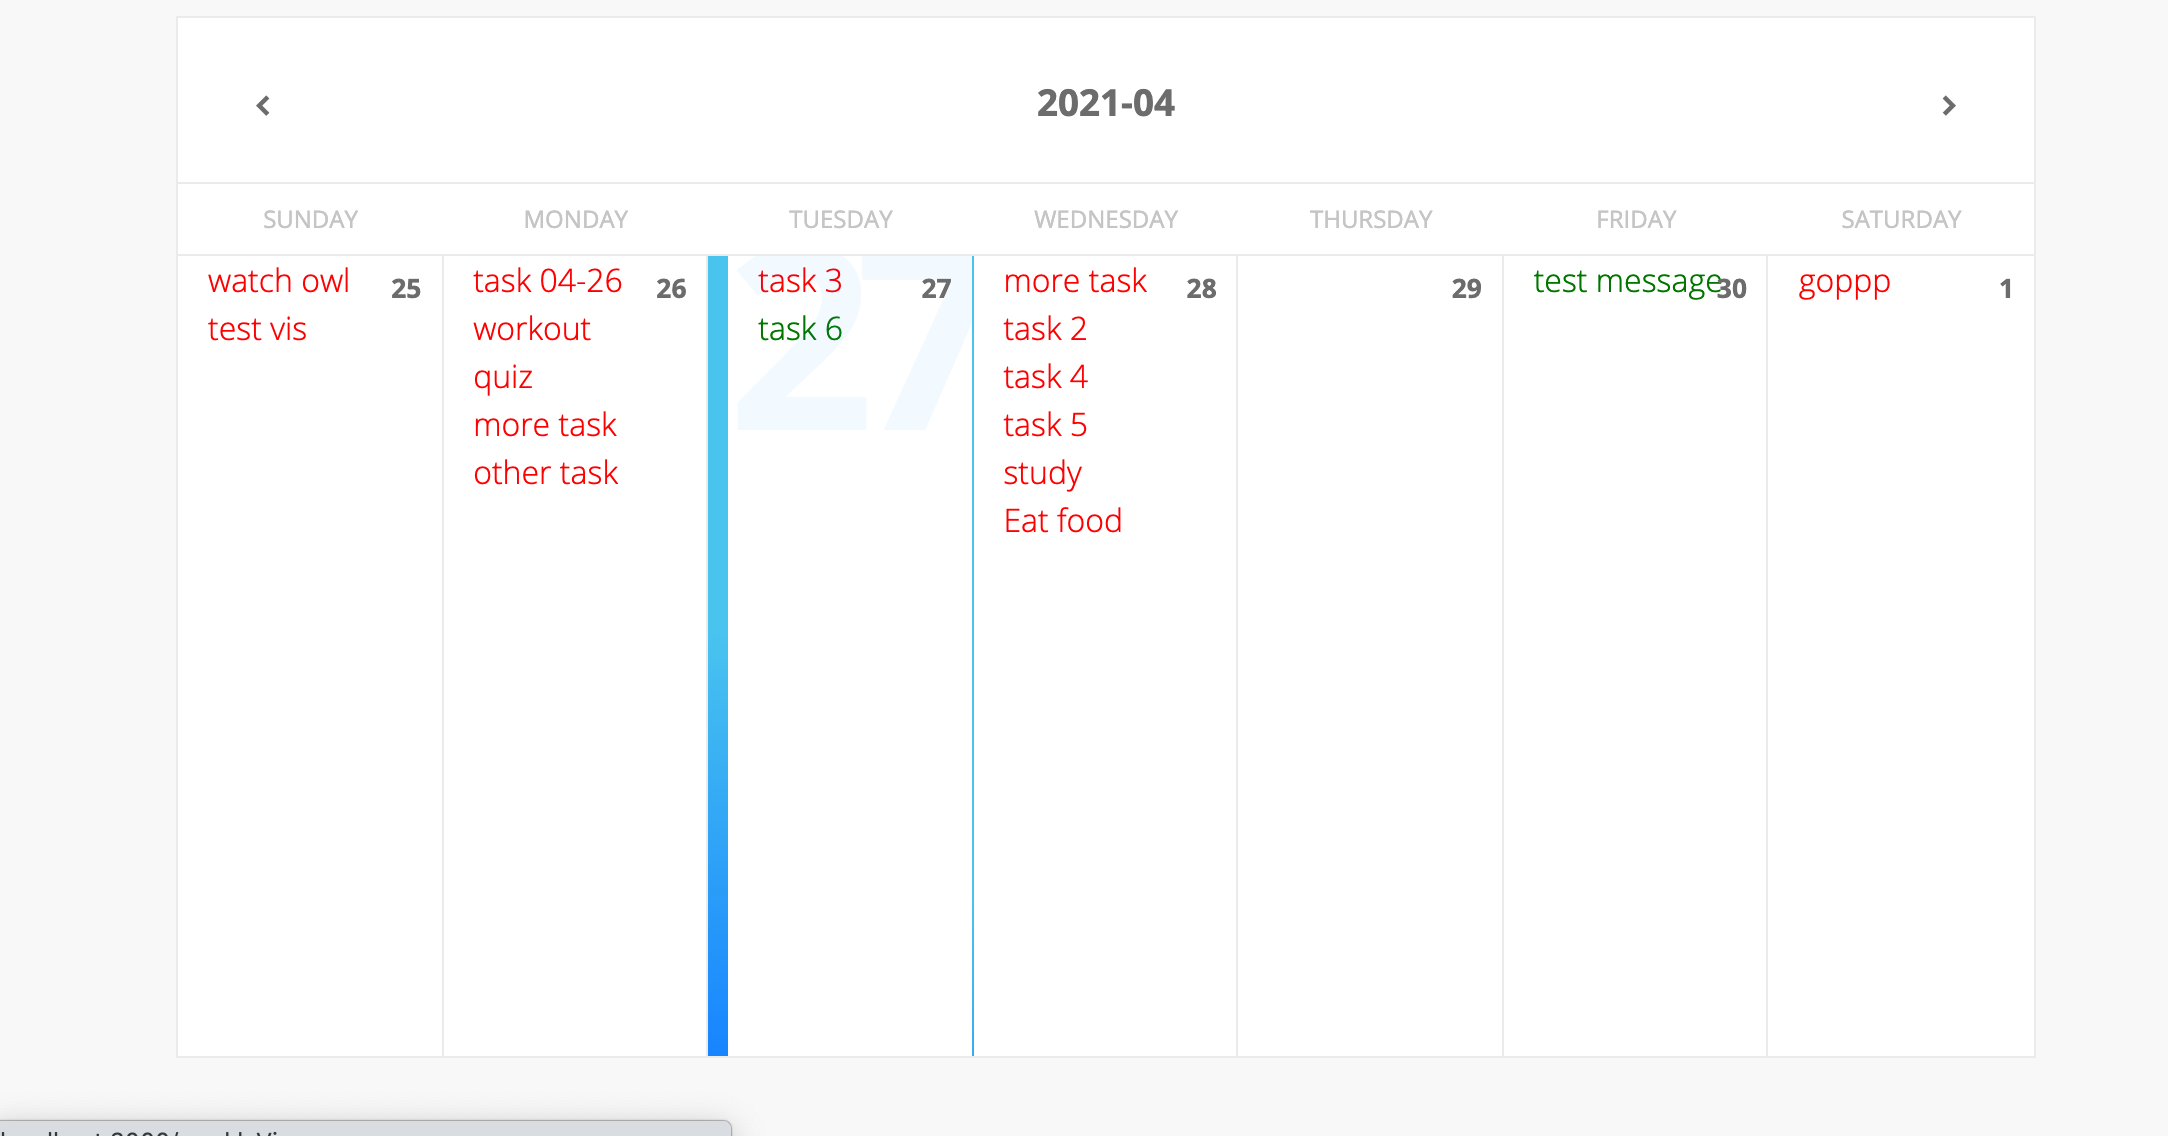 2021-04
SUNDAY MONDAY TUESDAY WEDNESDAY THURSDAY FRIDAY SATURDAY
watch owl 25
test vis
task 04-26 26
workout
quiz
more task
other task
27
task 3 27
task 6
more task 28
task 2
task 4
task 5
study
Eat food
29
test message 30
goppp 1